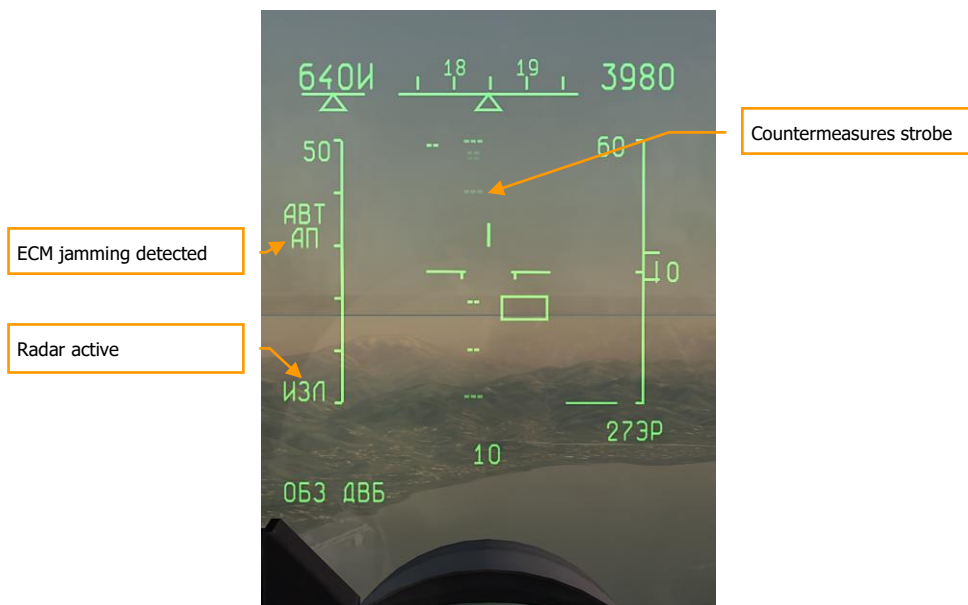 640И
18 19
3980
50
60
Countermeasures strobe
АВТ
АП
ECM jamming detected
10
Radar active
ИЗЛ
27ЭР
10
ОБЗ ДВБ